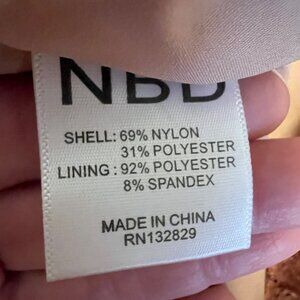 NBD
SHELL: 69% NYLON
31% POLYESTER
LINING : 92% POLYESTER
8% SPANDEX
MADE IN CHINA
RN132829